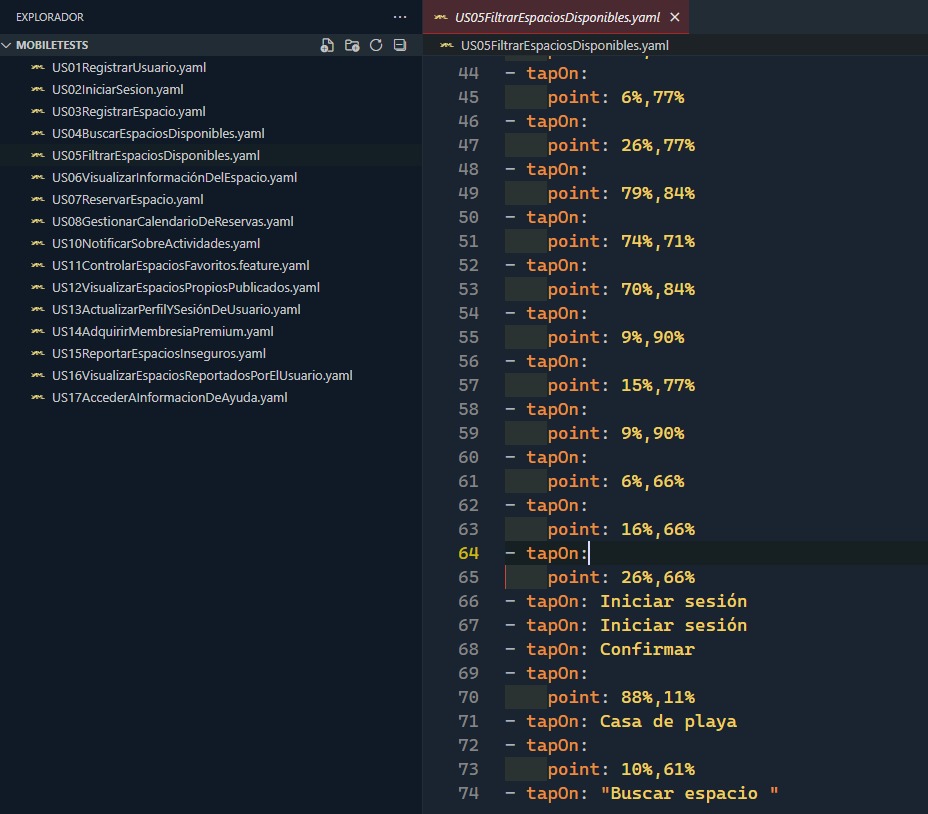 EXPLORADOR
MOBILETESTS
US01RegistrarUsuario.yaml
US02IniciarSesion.yaml
US03RegistrarEspacio.yaml
US04BuscarEspaciosDisponibles.yaml
US05FiltrarEspaciosDisponibles.yaml
US06VisualizarInformaciónDelEspacio.yaml
US07ReservarEspacio.yaml
US08GestionarCalendarioDeReservas.yaml
US10NotificarSobreActividades.yaml
US11ControlarEspaciosFavoritos.feature.yaml
US12VisualizarEspaciosPropiosPublicados.yaml
US13ActualizarPerfilYSesiónDeUsuario.yaml
US14AdquirirMembresiaPremium.yaml
US15ReportarEspaciosInseguros.yaml
US16VisualizarEspaciosReportadosPorElUsuario.yaml
US17AccederAInformacionDeAyuda.yaml
US05FiltrarEspaciosDisponibles.yaml
US05FiltrarEspaciosDisponibles.yaml
44 - tapOn:
45 point: 6%,77%
46 - tapOn:
47 point: 26%,77%
48 - tapOn:
49 point: 79%,84%
50 - tapOn:
51 point: 74%,71%
52 - tapOn:
53 point: 70%,84%
54 - tapOn:
55 point: 9%,90%
56 - tapOn:
57 point: 15%,77%
58 - tapOn:
59 point: 9%,90%
60 - tapOn:
61 point: 6%,66%
62 - tapOn:
63 point: 16%,66%
64 - tapOn:
65 point: 26%,66%
66 - tapOn: Iniciar sesión
67 - tapOn: Iniciar sesión
68 - tapOn: Confirmar
69 - tapOn:
70 point: 88%,11%
71 - tapOn: Casa de playa
72 - tapOn:
73 point: 10%,61%
74 - tapOn: "Buscar espacio "